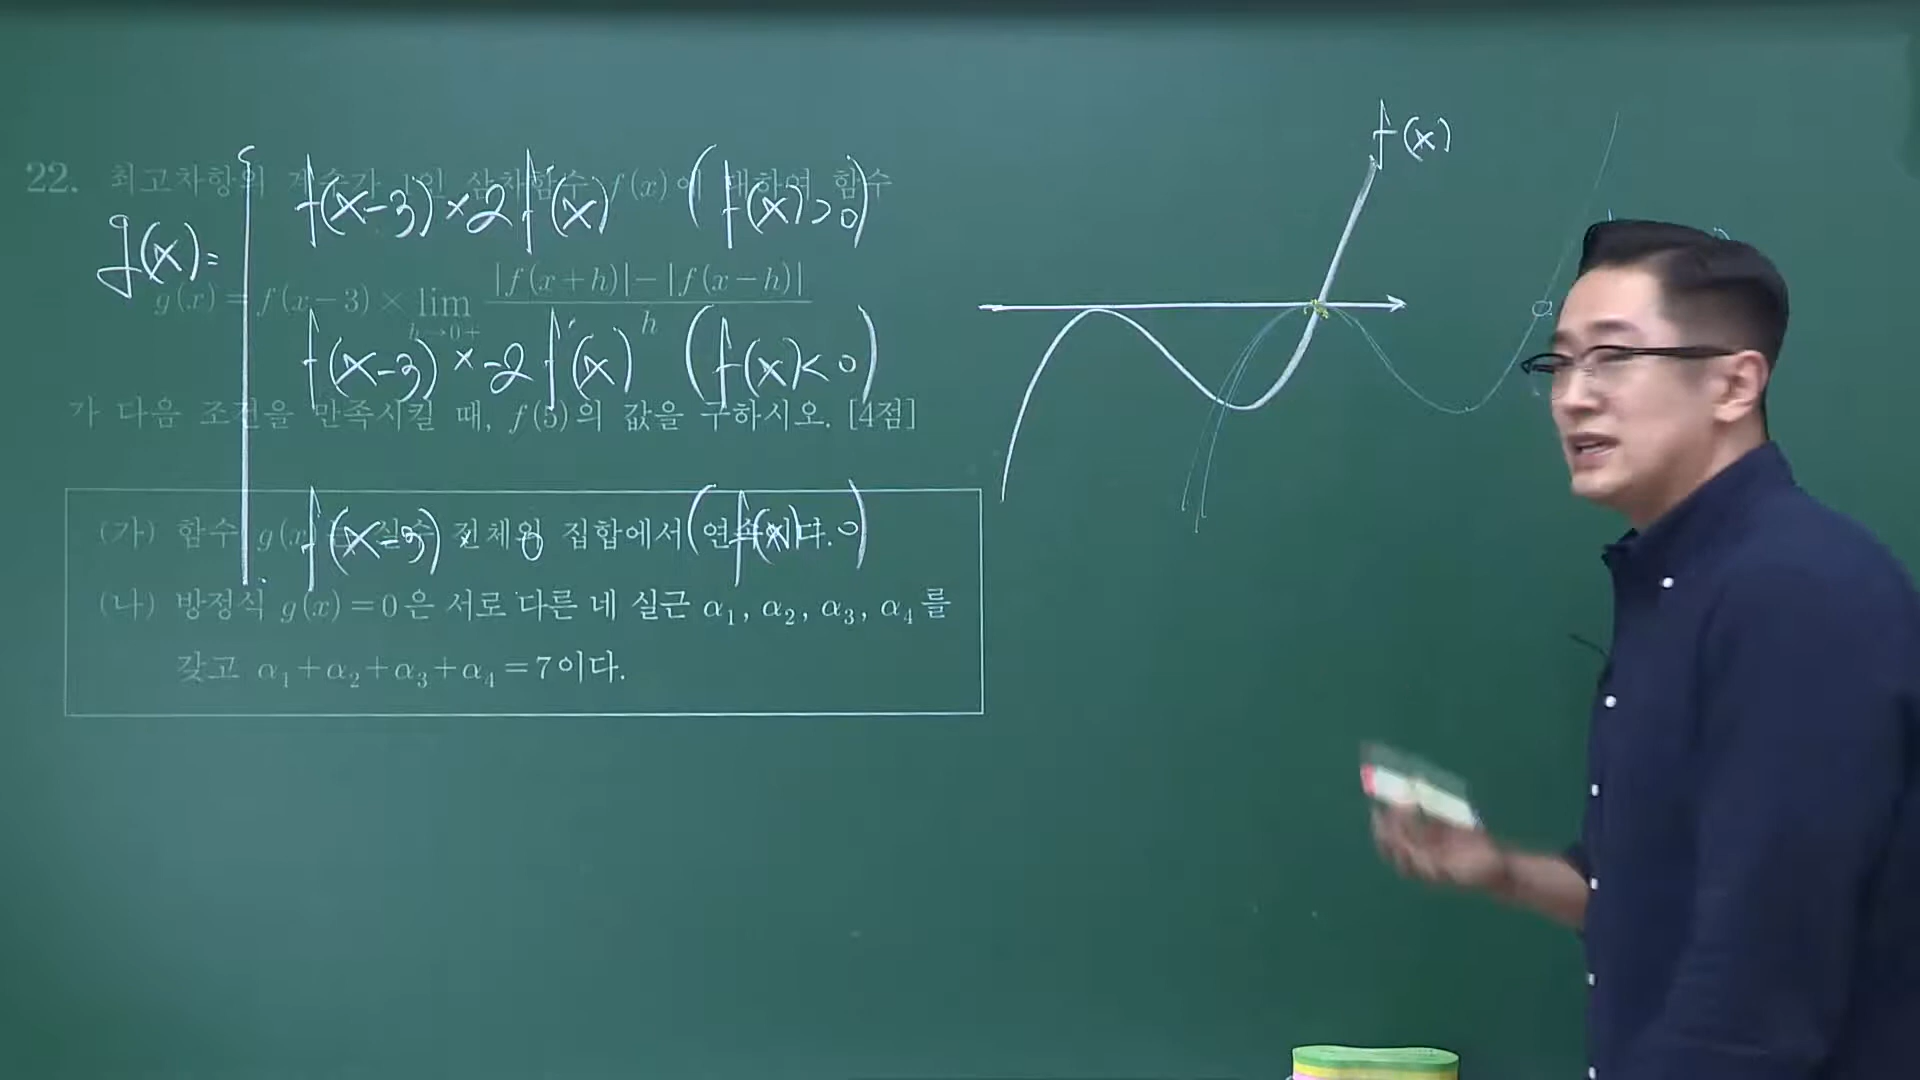 22. 최고차항의 계수가 1인 삼차함수 f(x)에 대하여 함수
g(x) = f(x-3) × lim h→0+ |f(x+h)|-|f(x-h)| / h
가 다음 조건을 만족시킬 때, f(5)의 값을 구하시오. [4점]
(가) 함수 g(x)는 실수 전체의 집합에서 연속이다.
(나) 방정식 g(x)=0은 서로 다른 네 실근 α₁, α₂, α₃, α₄를
갖고 α₁+α₂+α₃+α₄=7이다.
g(x)=
f(x-3)×2f'(x) (f(x)>0)
f(x-3)×-2f'(x) (f(x)<0)
f(x-3)×0 (f(x)=0)
f(x)